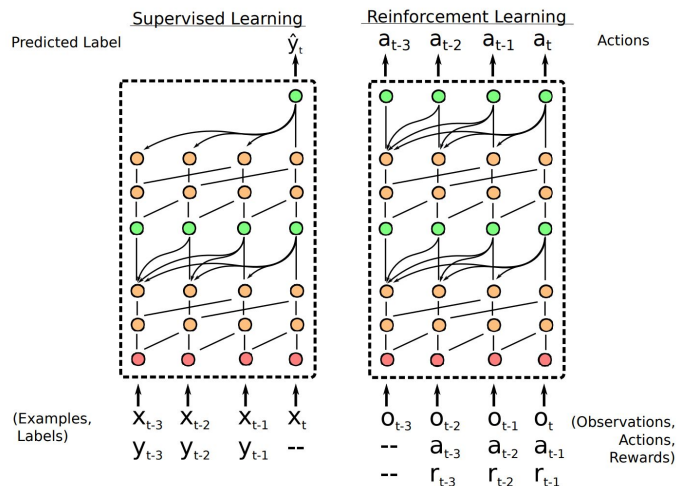 Supervised Learning
Reinforcement Learning
Predicted Label
ŷt
at-3 at-2 at-1 at
Actions
(Examples,
Labels)
xt-3 xt-2 xt-1 xt
yt-3 yt-2 yt-1 --
ot-3 ot-2 ot-1 ot
-- at-3 at-2 at-1
-- rt-3 rt-2 rt-1
(Observations,
Actions,
Rewards)